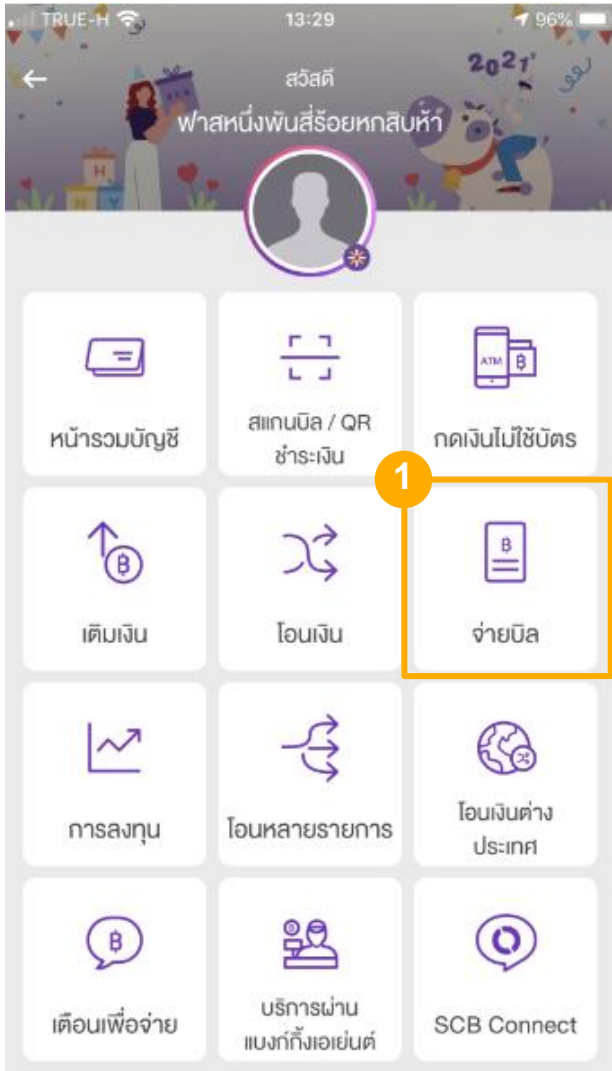 TRUE-H 13:29 96%
สวัสดี
2021
ฟาสหนึ่งพันสี่ร้อยหกสิบห้า
H
N Y
หน้ารวมบัญชี
สแกนบิล / QR
ชำระเงิน
ATM ฿
กดเงินไม่ใช้บัตร
1
฿
เติมเงิน
โอนเงิน
฿
จ่ายบิล
การลงทุน
โอนหลายรายการ
โอนเงินต่าง
ประเทศ
฿
เตือนเพื่อจ่าย
บริการผ่าน
แบงก์กิ้งเอเย่นต์
SCB Connect